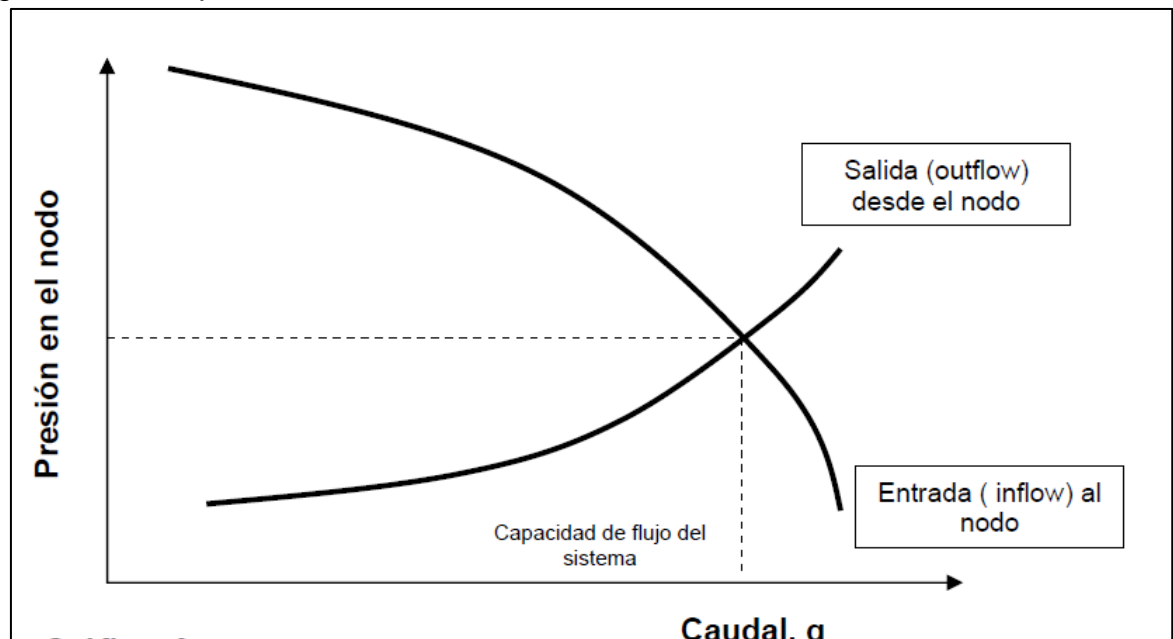 Presión en el nodo
Salida (outflow)
desde el nodo
Entrada ( inflow) al
nodo
Capacidad de flujo del
sistema
Caudal, q